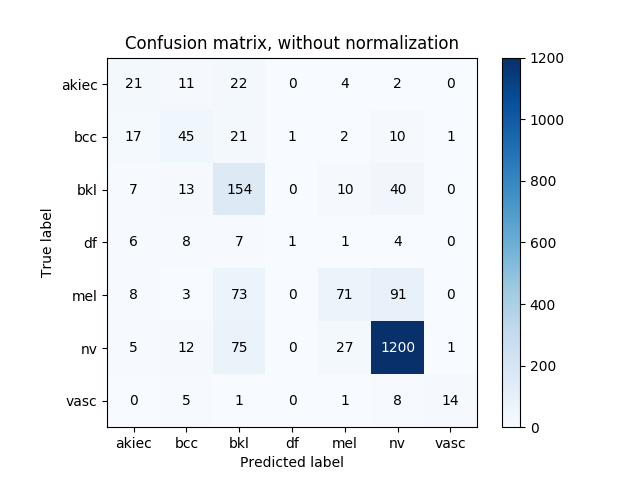 Confusion matrix, without normalization
True label
akiec 21 11 22 0 4 2 0
bcc 17 45 21 1 2 10 1
bkl 7 13 154 0 10 40 0
df 6 8 7 1 1 4 0
mel 8 3 73 0 71 91 0
nv 5 12 75 0 27 1200 1
vasc 0 5 1 0 1 8 14
akiec bcc bkl df mel nv vasc
Predicted label
1200
1000
800
600
400
200
0